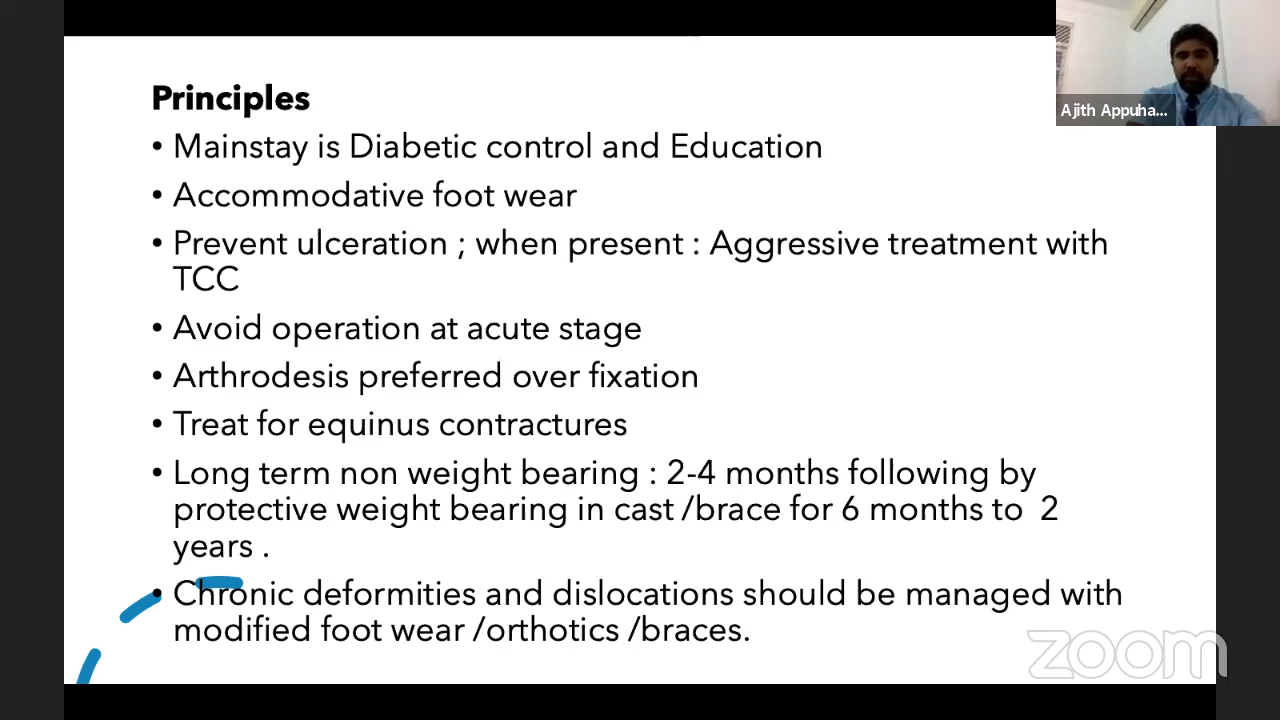 Principles
• Mainstay is Diabetic control and Education
• Accommodative foot wear
• Prevent ulceration ; when present : Aggressive treatment with
TCC
• Avoid operation at acute stage
• Arthrodesis preferred over fixation
• Treat for equinus contractures
• Long term non weight bearing : 2-4 months following by
protective weight bearing in cast /brace for 6 months to 2
years .
• Chronic deformities and dislocations should be managed with
modified foot wear /orthotics /braces.
Ajith Appuha...
zoom